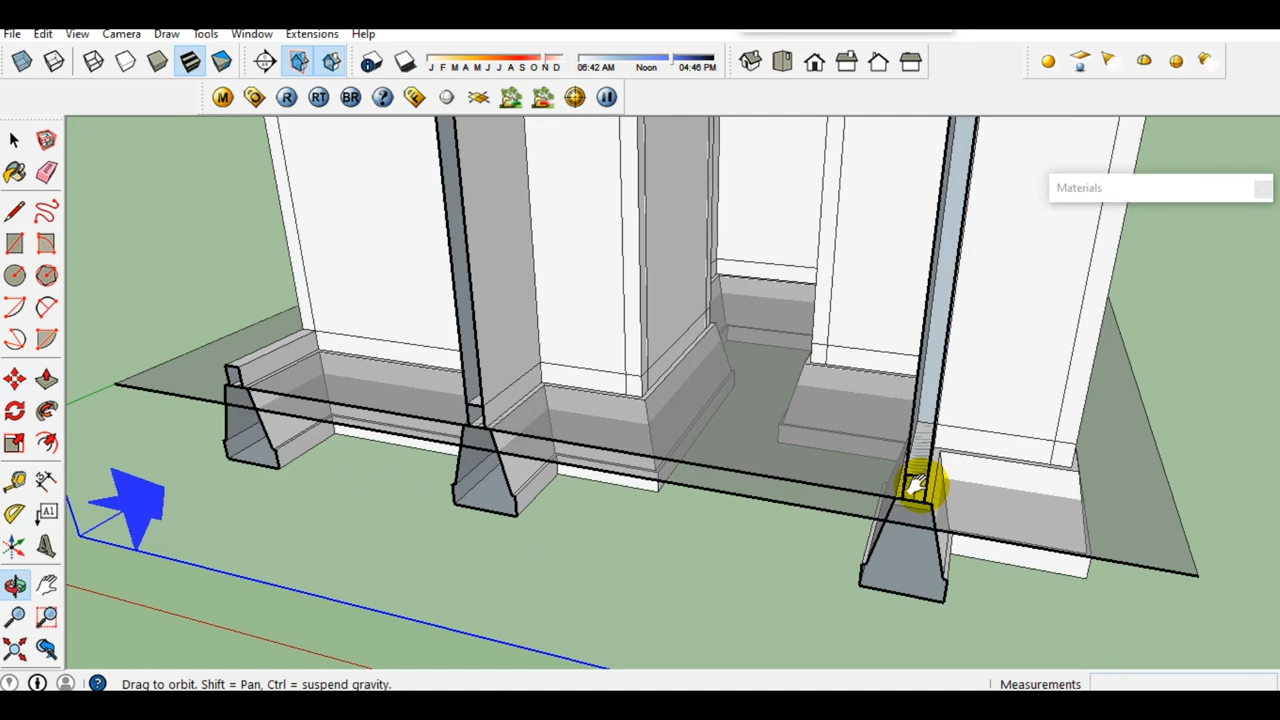 File Edit View Camera Draw Tools Window Extensions Help
J F M A M J J A S O N D 06:42 AM Noon 04:46 PM
M R RT BR ?
Materials
A1
Drag to orbit. Shift = Pan, Ctrl = suspend gravity. Measurements